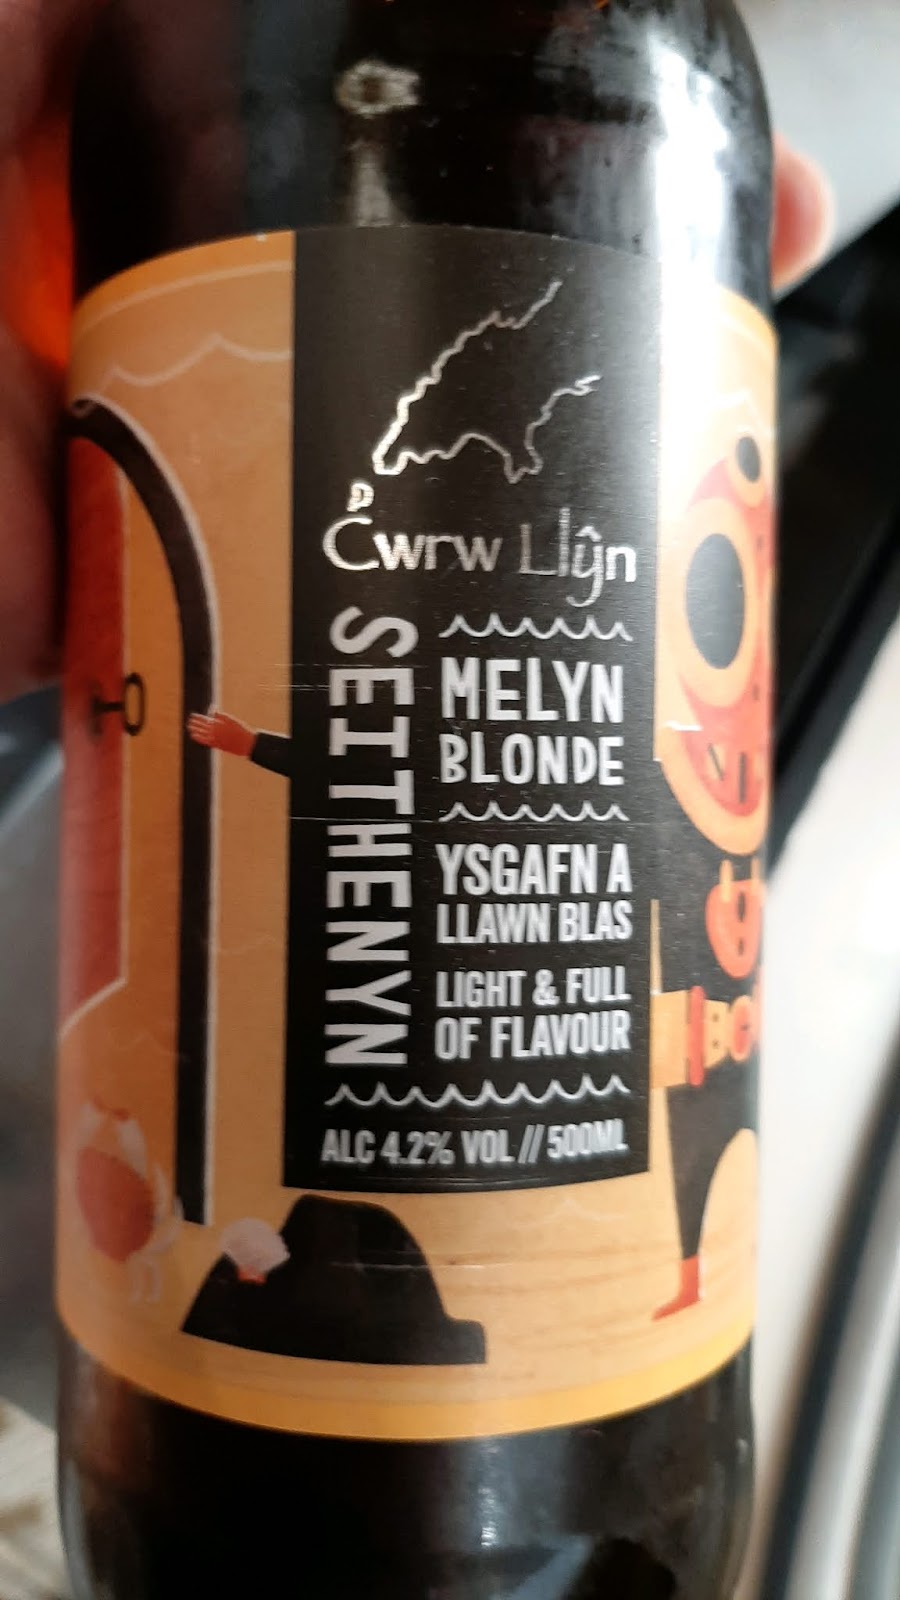 Cwrw Llŷn
SEITHENYN
MELYN
BLONDE
YSGAFN A
LLAWN BLAS
LIGHT & FULL
OF FLAVOUR
ALC 4.2% VOL // 500ML